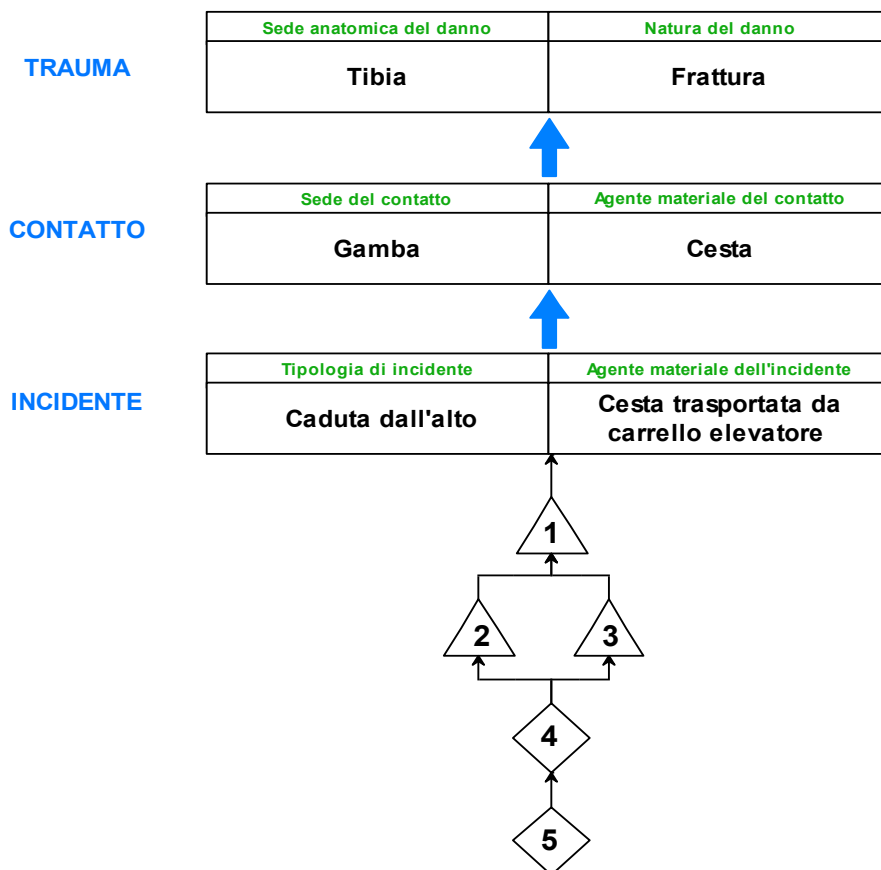 Sede anatomica del danno
Natura del danno
TRAUMA
Tibia
Frattura
Sede del contatto
Agente materiale del contatto
CONTATTO
Gamba
Cesta
Tipologia di incidente
Agente materiale dell'incidente
INCIDENTE
Caduta dall'alto
Cesta trasportata da
carrello elevatore
1
2
3
4
5